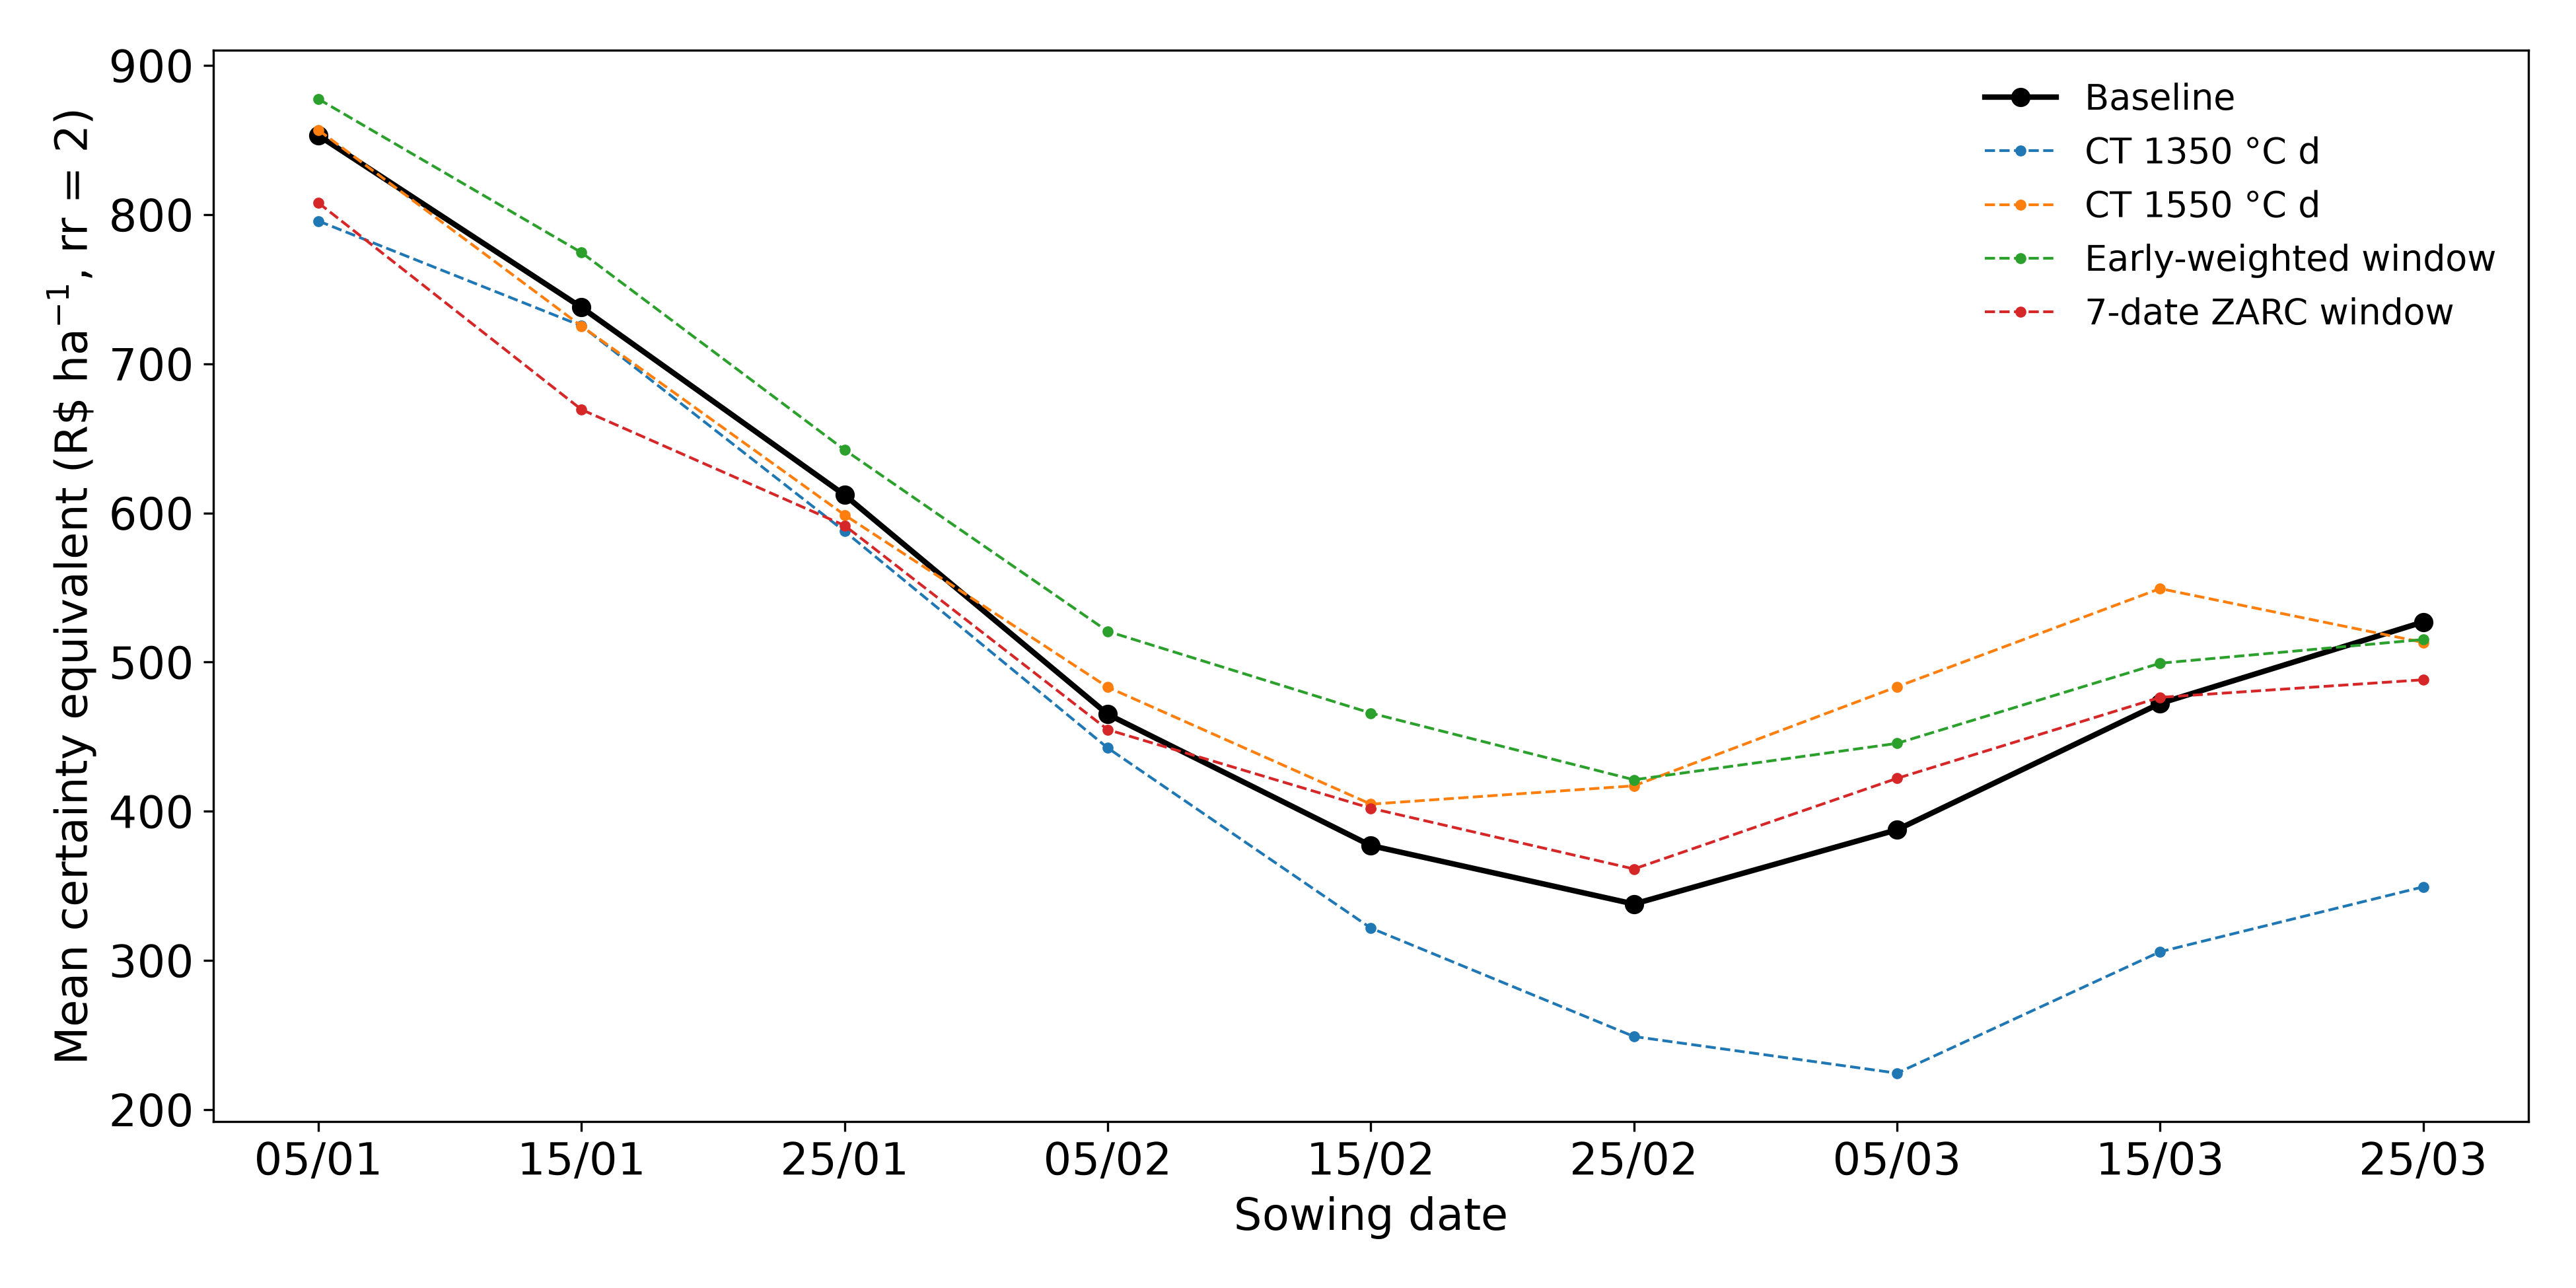 Mean certainty equivalent (R$ ha⁻¹, rr = 2)
900
800
700
600
500
400
300
200
Baseline
CT 1350 °C d
CT 1550 °C d
Early-weighted window
7-date ZARC window
05/01 15/01 25/01 05/02 15/02 25/02 05/03 15/03 25/03
Sowing date